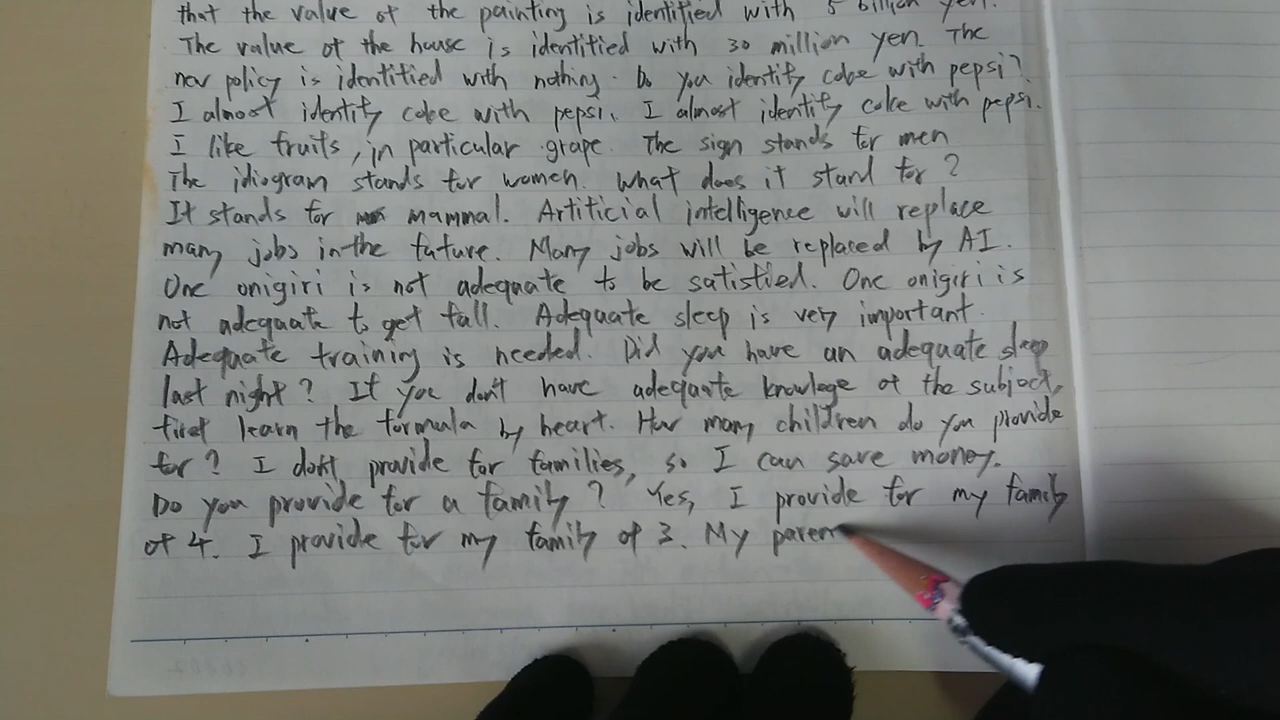 that the value of the painting is identified with 5 billion yen.
The value of the house is identified with 30 million yen. The
new policy is identified with nothing. Do you identify coke with pepsi?
I almost identify coke with pepsi. I almost identify coke with pepsi.
I like fruits, in particular grape. The sign stands for men
The idiogram stands for women. What does it stand for?
It stands for mammal. Artificial intelligence will replace
many jobs in the future. Many jobs will be replaced by AI.
One onigiri is not adequate to be satisfied. One onigiri is
not adequate to get full. Adequate sleep is very important.
Adequate training is needed. Did you have an adequate sleep
last night? If you don't have adequate knowlege of the subject,
first learn the formula by heart. How many children do you provide
for? I don't provide for families, so I can save money.
Do you provide for a family? Yes, I provide for my family
of 4. I provide for my family of 3. My paren